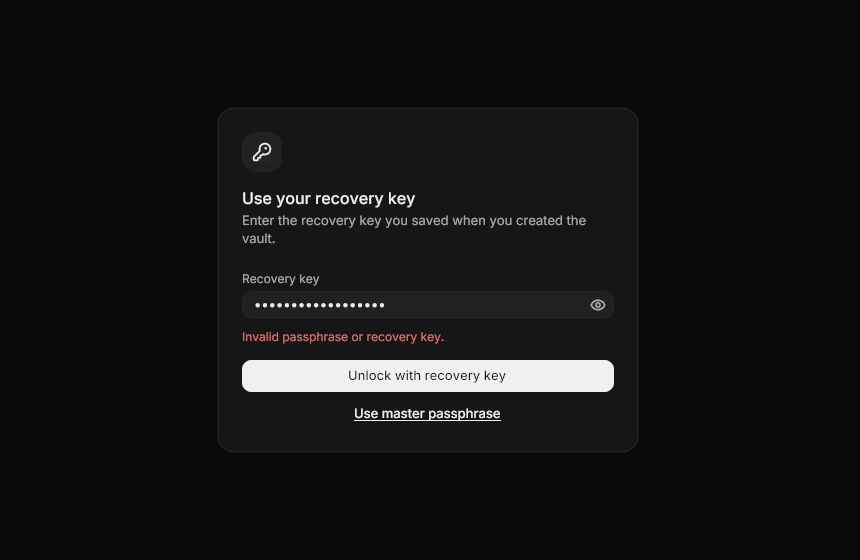 Use your recovery key
Enter the recovery key you saved when you created the
vault.
Recovery key
••••••••••••••••••
Invalid passphrase or recovery key.
Unlock with recovery key
Use master passphrase